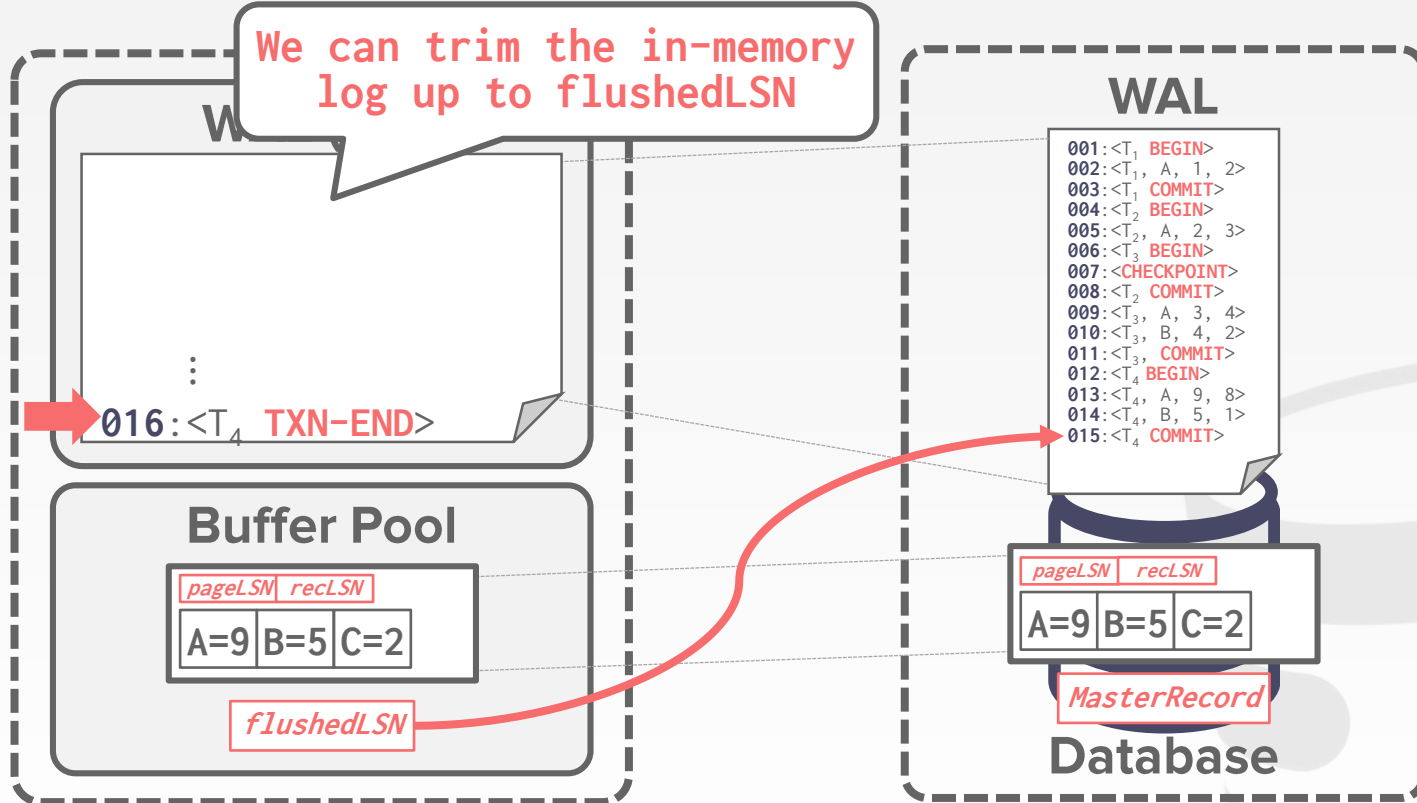 We can trim the in-memory
log up to flushedLSN
⋮
016:<T₄ TXN-END>
Buffer Pool
pageLSN recLSN
A=9 B=5 C=2
flushedLSN
WAL
001:<T₁ BEGIN>
002:<T₁, A, 1, 2>
003:<T₁ COMMIT>
004:<T₂ BEGIN>
005:<T₂, A, 2, 3>
006:<T₃ BEGIN>
007:<CHECKPOINT>
008:<T₂ COMMIT>
009:<T₃, A, 3, 4>
010:<T₃, B, 4, 2>
011:<T₃, COMMIT>
012:<T₄ BEGIN>
013:<T₄, A, 9, 8>
014:<T₄, B, 5, 1>
015:<T₄ COMMIT>
pageLSN recLSN
A=9 B=5 C=2
MasterRecord
Database